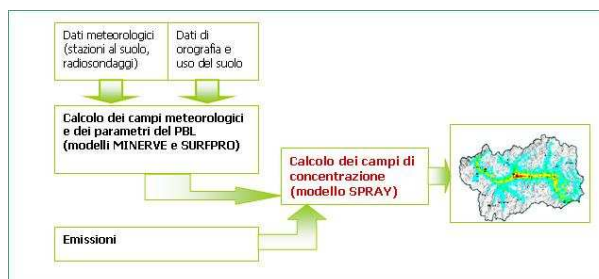 Dati meteorologici
(stazioni al suolo,
radiosondaggi)
Dati di
orografia e
uso del suolo
Calcolo dei campi meteorologici
e dei parametri del PBL
(modelli MINERVE e SURFPRO)
Calcolo dei campi di
concentrazione
(modello SPRAY)
Emissioni